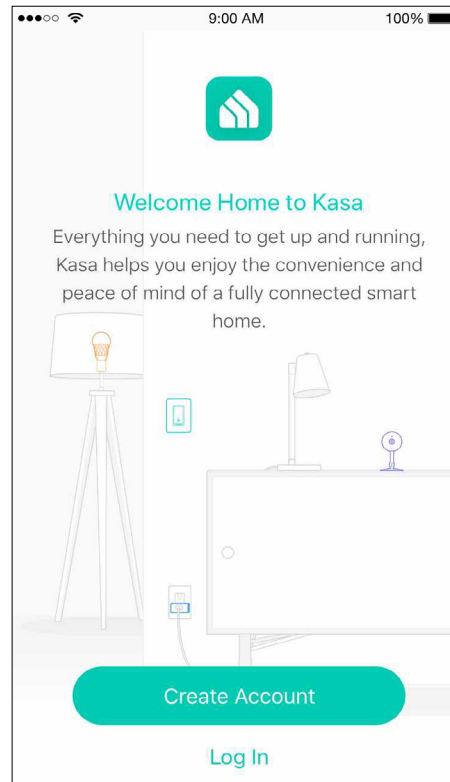 9:00 AM 100%
Welcome Home to Kasa
Everything you need to get up and running,
Kasa helps you enjoy the convenience and
peace of mind of a fully connected smart
home.
Create Account
Log In